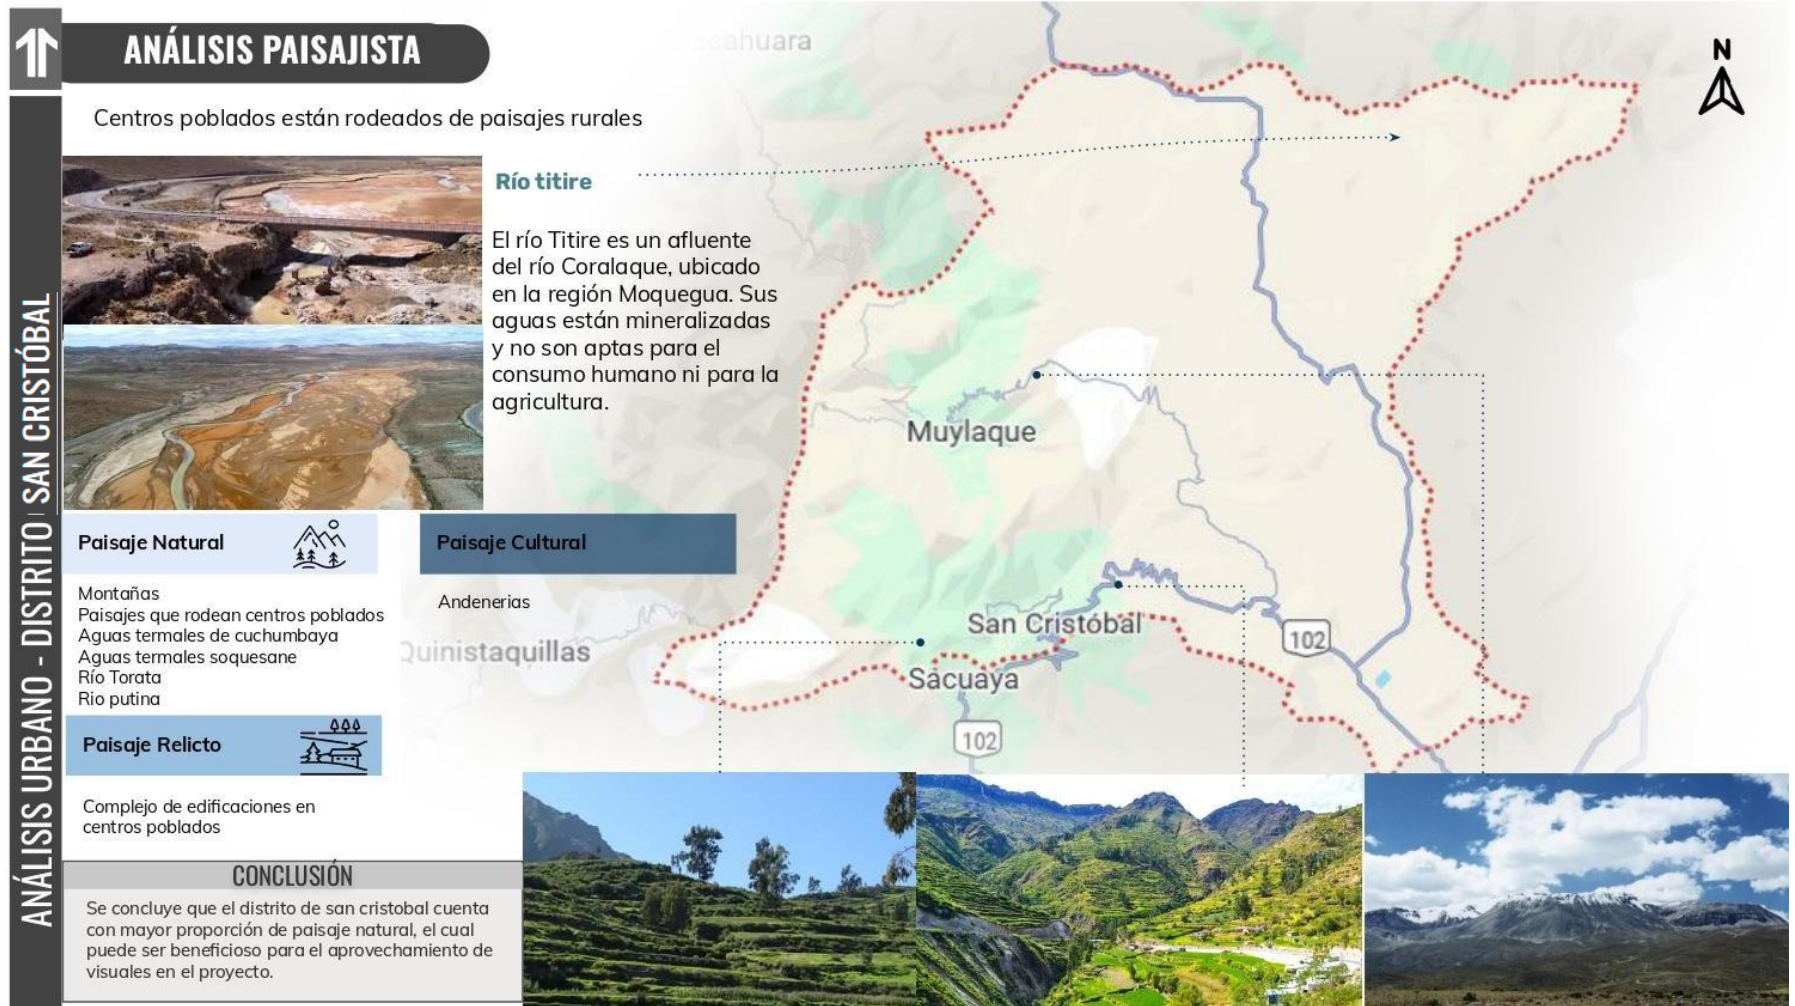 ANÁLISIS PAISAJISTA
Centros poblados están rodeados de paisajes rurales
Río titire
El río Titire es un afluente
del río Coralaque, ubicado
en la región Moquegua. Sus
aguas están mineralizadas
y no son aptas para el
consumo humano ni para la
agricultura.
Paisaje Natural
Montañas
Paisajes que rodean centros poblados
Aguas termales de cuchumbaya
Aguas termales soquesane
Río Torata
Rio putina
Paisaje Cultural
Andenerias
Paisaje Relicto
Complejo de edificaciones en
centros poblados
CONCLUSIÓN
Se concluye que el distrito de san cristobal cuenta
con mayor proporción de paisaje natural, el cual
puede ser beneficioso para el aprovechamiento de
visuales en el proyecto.
ANÁLISIS URBANO - DISTRITO SAN CRISTÓBAL
N
Muylaque
San Cristóbal
102
Quinistaquillas
Sacuaya
102